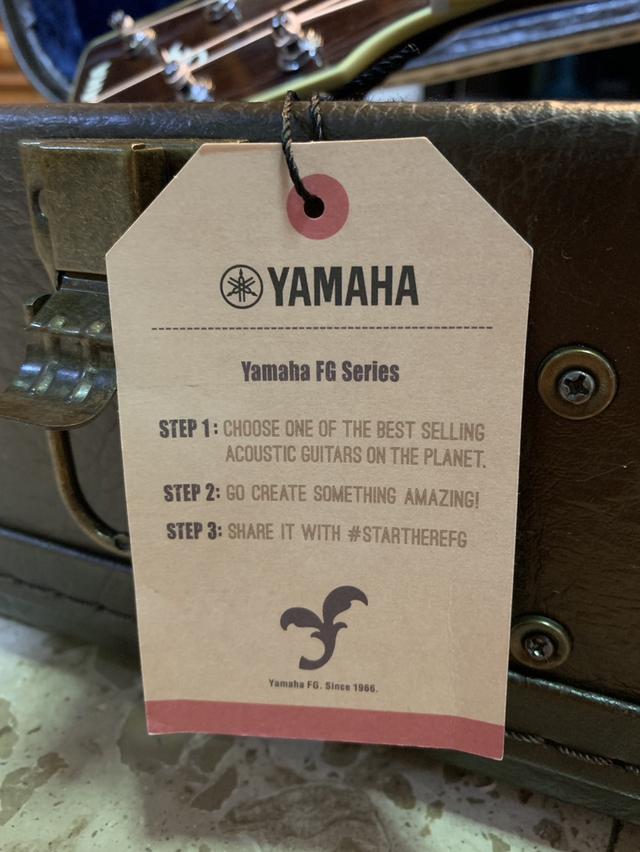 YAMAHA
Yamaha FG Series
STEP 1: CHOOSE ONE OF THE BEST SELLING
ACOUSTIC GUITARS ON THE PLANET.
STEP 2: GO CREATE SOMETHING AMAZING!
STEP 3: SHARE IT WITH #STARTHEREFG
Yamaha FG. Since 1966.